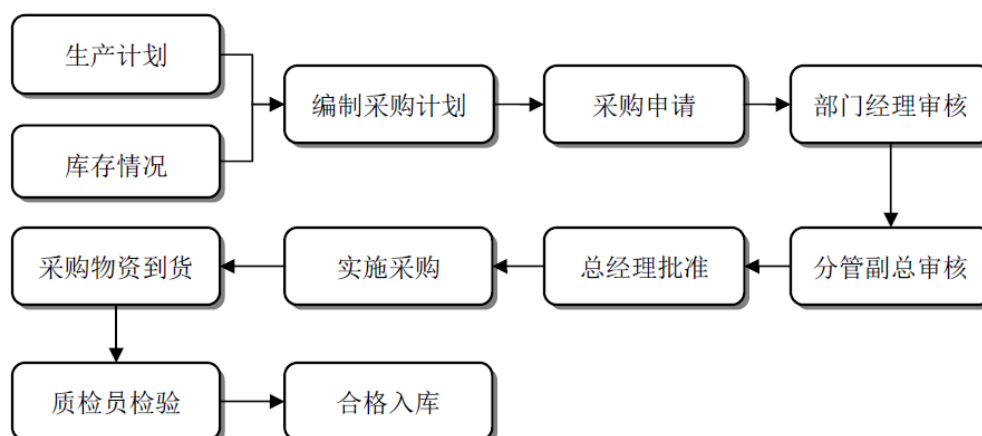 生产计划
库存情况
编制采购计划
采购申请
部门经理审核
分管副总审核
总经理批准
实施采购
采购物资到货
质检员检验
合格入库